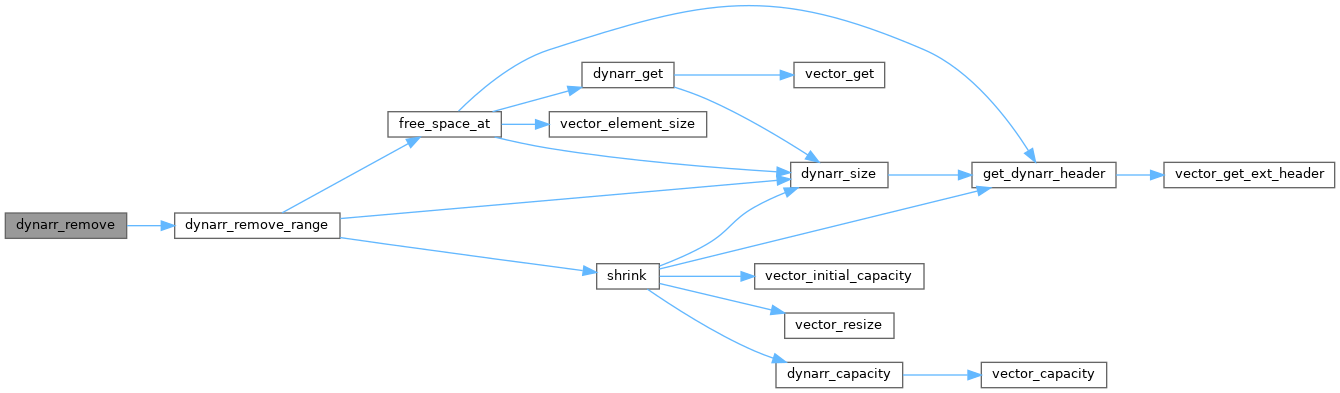 dynarr_remove
dynarr_remove_range
free_space_at
dynarr_get
vector_get
vector_element_size
dynarr_size
get_dynarr_header
vector_get_ext_header
shrink
vector_initial_capacity
vector_resize
dynarr_capacity
vector_capacity